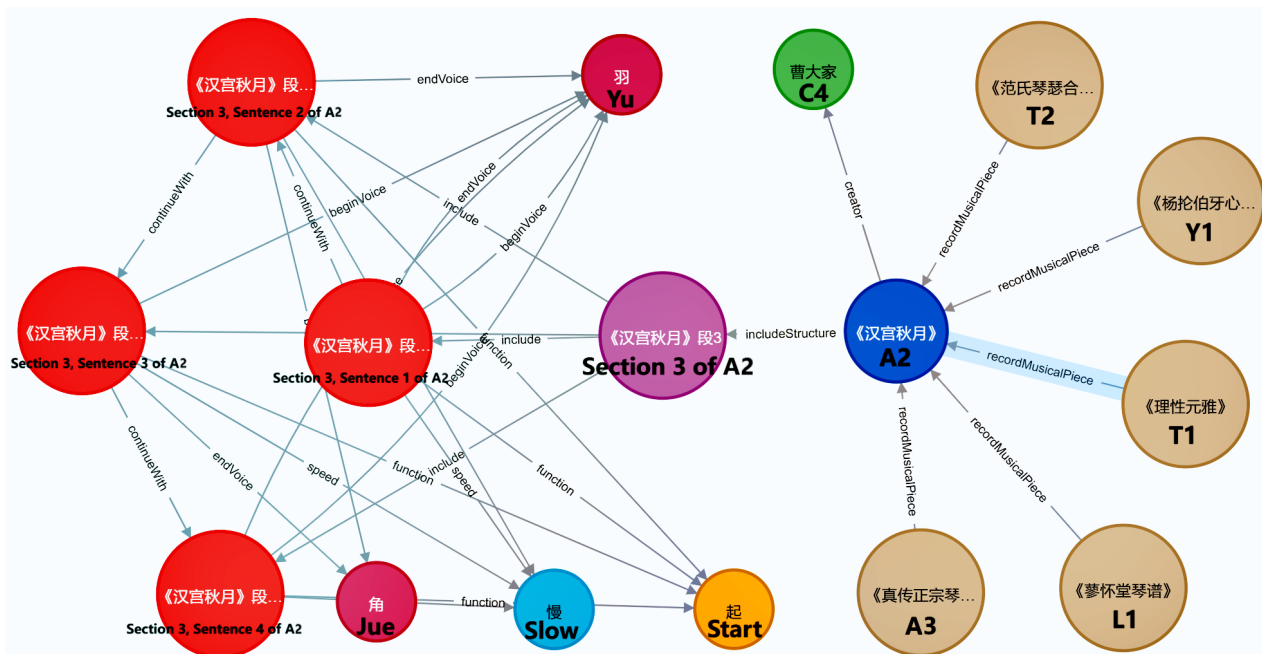 《汉宫秋月》段…
Section 3, Sentence 2 of A2
endVoice
羽
Yu
曹大家
C4
《范氏琴瑟合…
T2
continueWith
beginVoice
continueWith
endVoice
beginVoice
include
creator
recordMusicalPiece
《杨抡伯牙心…
Y1
recordMusicalPiece
《汉宫秋月》段…
Section 3, Sentence 3 of A2
《汉宫秋月》段…
Section 3, Sentence 1 of A2
include
function
beginVoice
《汉宫秋月》段3
Section 3 of A2
includeStructure
《汉宫秋月》
A2
recordMusicalPiece
《理性元雅》
T1
continueWith
endVoice
speed
function
include
speed
function
recordMusicalPiece
recordMusicalPiece
《汉宫秋月》段…
Section 3, Sentence 4 of A2
角
Jue
function
慢
Slow
起
Start
《真传正宗琴…
A3
《蓼怀堂琴谱》
L1